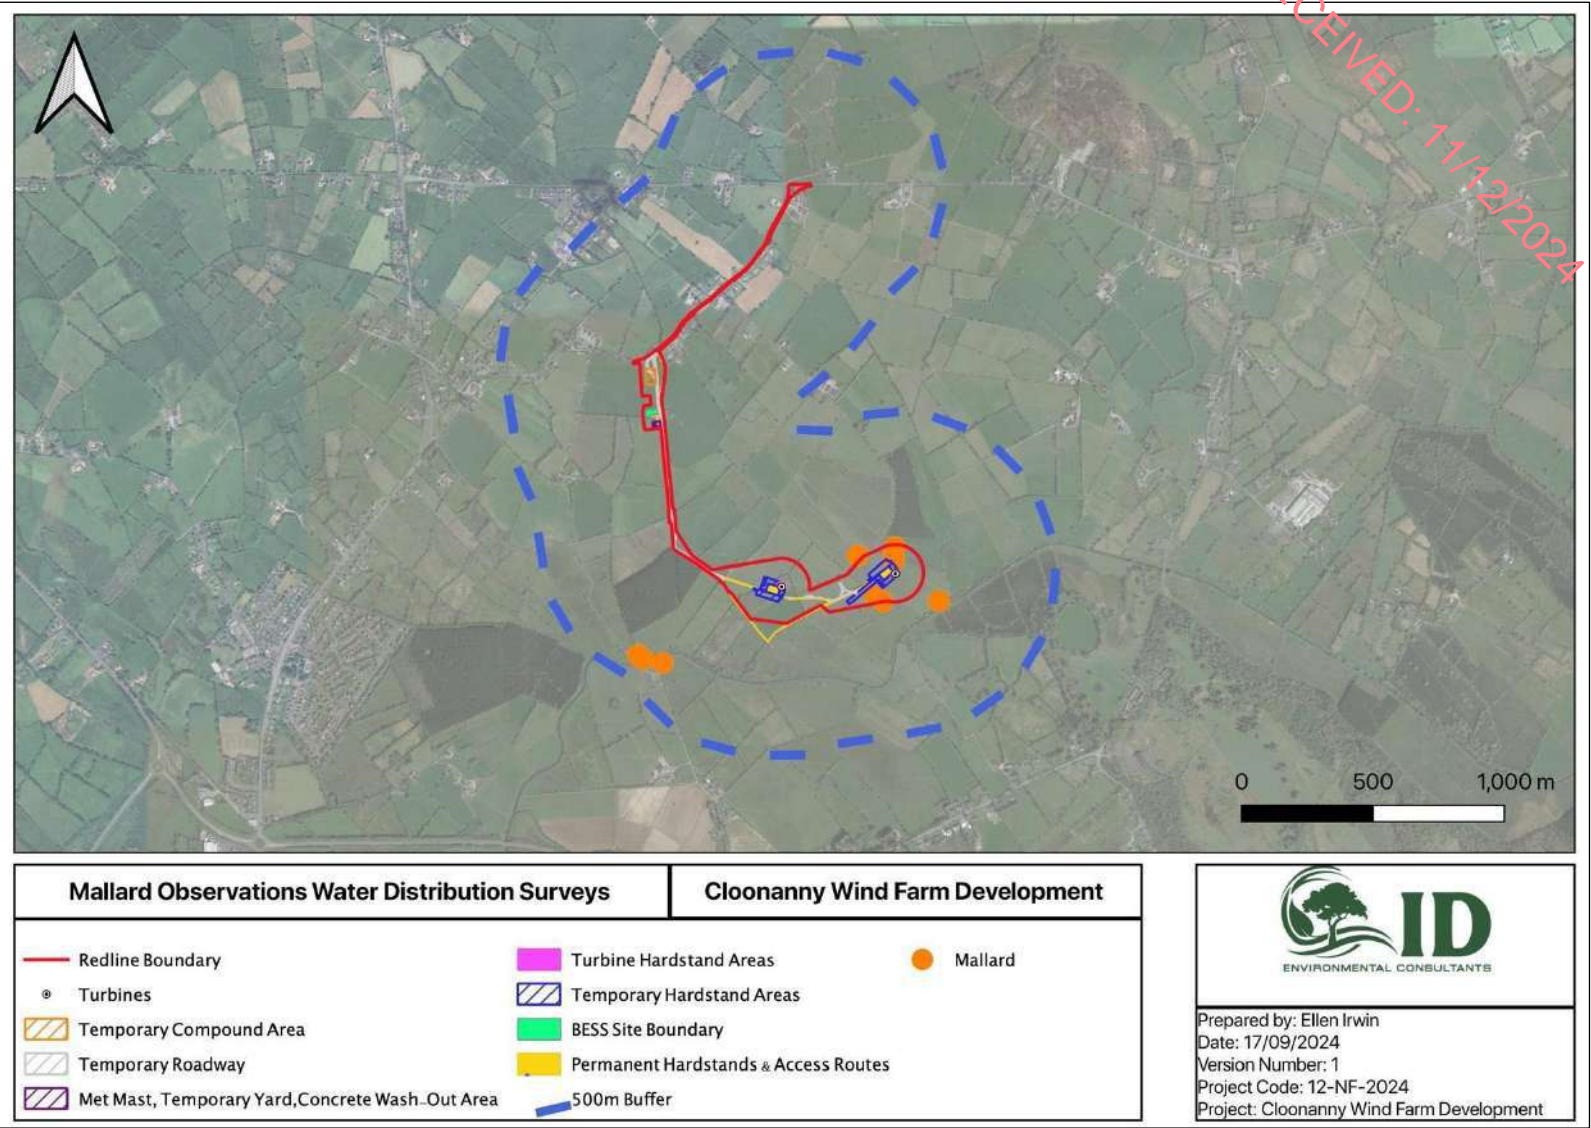 CEIVED: 11/12/2024
0 500 1,000 m
Mallard Observations Water Distribution Surveys
Cloonanny Wind Farm Development
Redline Boundary
Turbines
Temporary Compound Area
Temporary Roadway
Met Mast, Temporary Yard,Concrete Wash-Out Area
Turbine Hardstand Areas
Temporary Hardstand Areas
BESS Site Boundary
Permanent Hardstands & Access Routes
500m Buffer
Mallard
ID
ENVIRONMENTAL CONSULTANTS
Prepared by: Ellen Irwin
Date: 17/09/2024
Version Number: 1
Project Code: 12-NF-2024
Project: Cloonanny Wind Farm Development